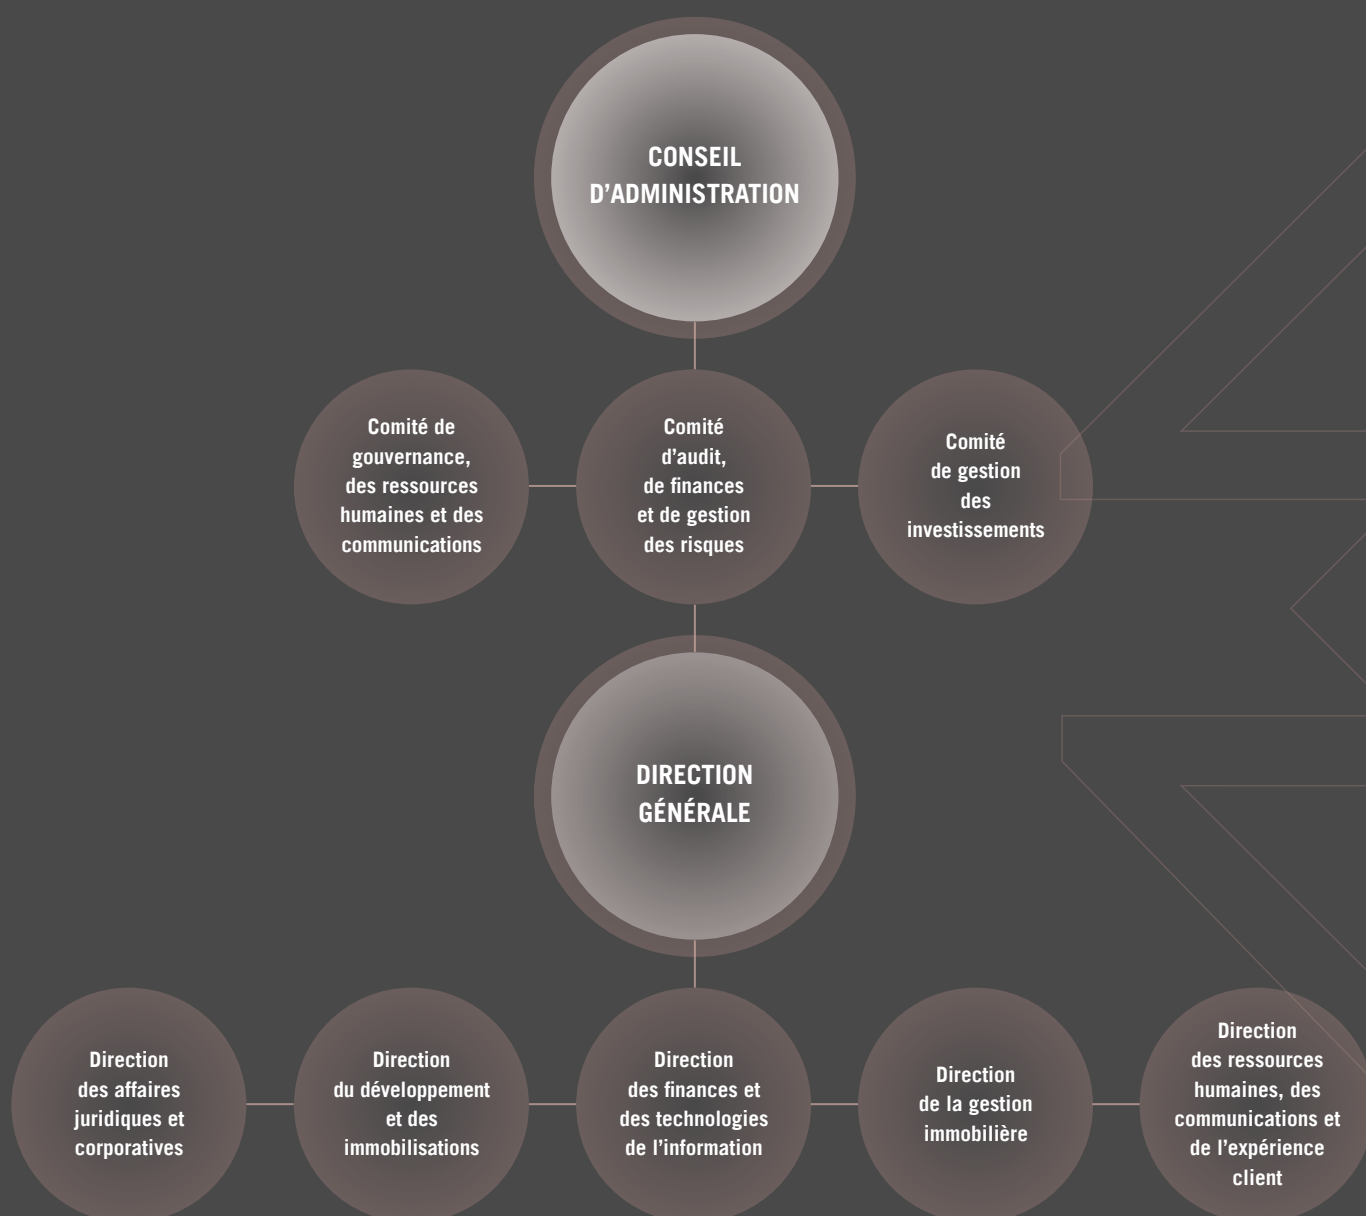 CONSEIL
D’ADMINISTRATION
Comité de
gouvernance,
des ressources
humaines et des
communications
Comité
d’audit,
de finances
et de gestion
des risques
Comité
de gestion
des
investissements
DIRECTION
GÉNÉRALE
Direction
des affaires
juridiques et
corporatives
Direction
du développement
et des
immobilisations
Direction
des finances et
des technologies
de l’information
Direction
de la gestion
immobilière
Direction
des ressources
humaines, des
communications et
de l’expérience
client